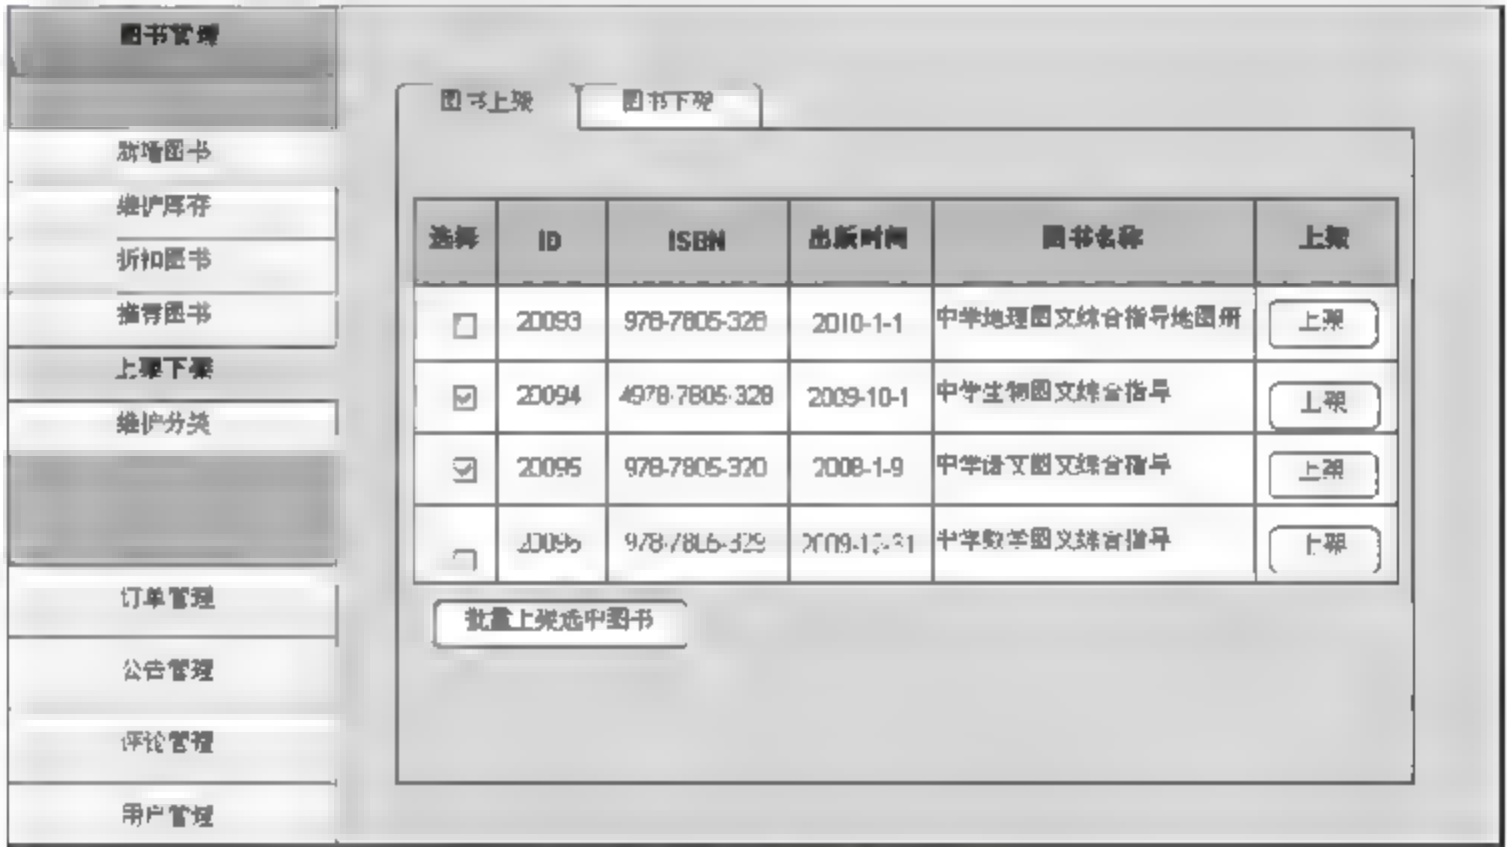 图书管理
新增图书
维护库存
折扣图书
推荐图书
上架下架
维护分类
订单管理
公告管理
评论管理
用户管理
图书上架 图书下架
选择 ID ISBN 出版时间 图书名称 上架
20093 978-7805-328 2010-1-1 中学地理图文综合指导地图册 上架
20094 4978-7805-328 2009-10-1 中学生物图文综合指导 上架
20095 978-7805-320 2008-1-9 中学语文图文综合指导 上架
2009-12-31 中学数学图文综合指导 上架
批量上架选中图书